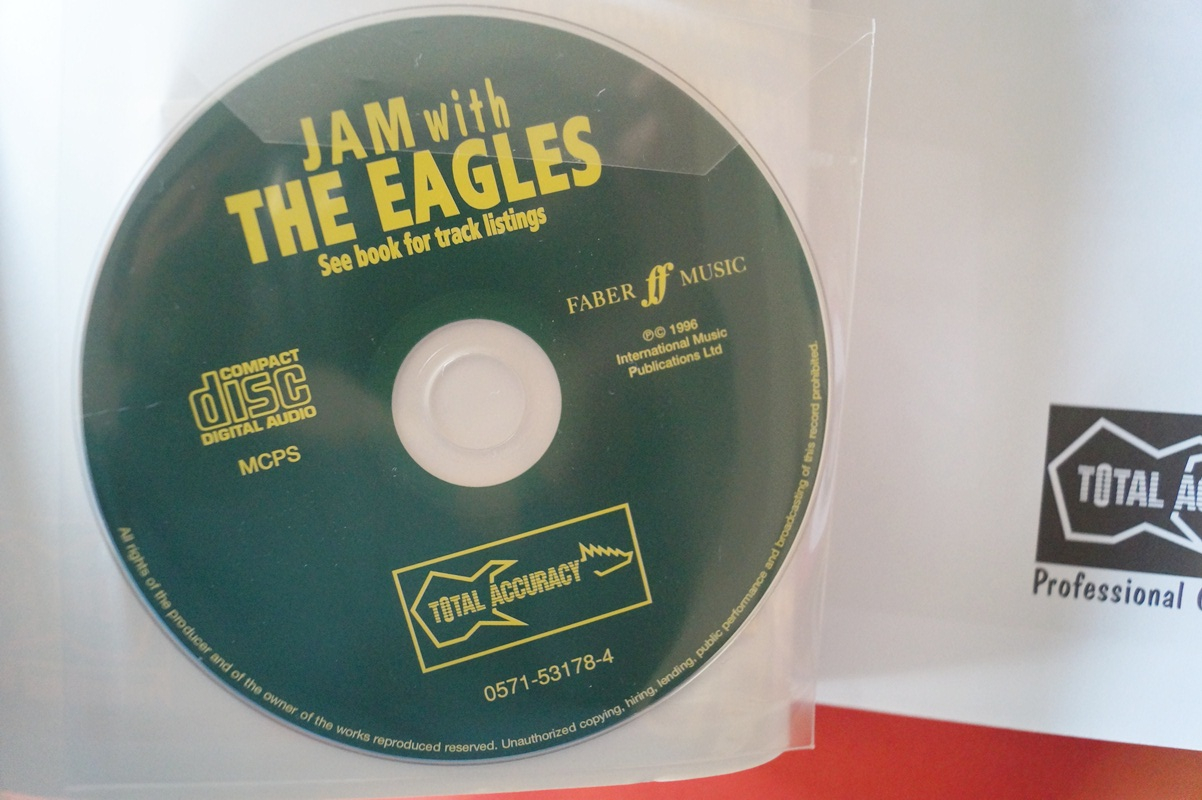 JAM with
THE EAGLES
See book for track listings
FABER ff MUSIC
℗© 1996
International Music
Publications Ltd
COMPACT
disc
DIGITAL AUDIO
MCPS
TOTAL ACCURACY
0571-53178-4
All rights of the producer and of the owner of the works reproduced reserved. Unauthorized copying, hiring, lending, public performance and broadcasting of this record prohibited.
TOTAL
Professional